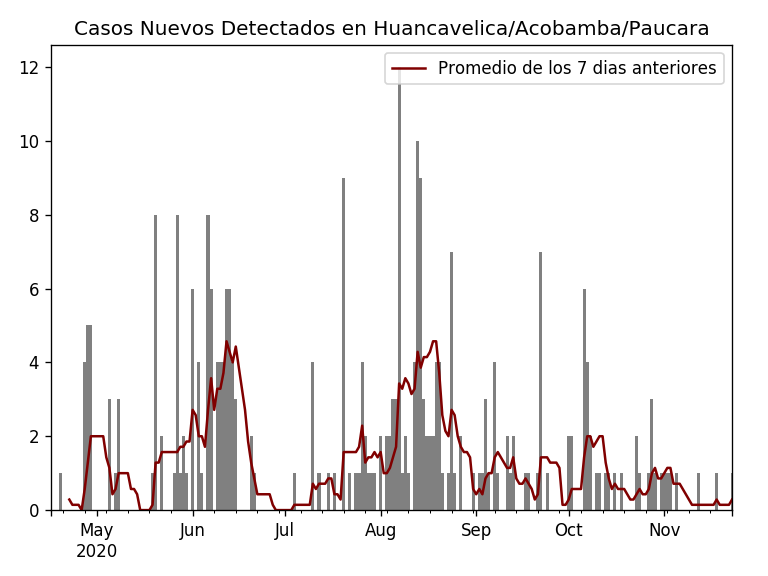 Casos Nuevos Detectados en Huancavelica/Acobamba/Paucara
Promedio de los 7 dias anteriores
12
10
8
6
4
2
0
May Jun Jul Aug Sep Oct Nov
2020